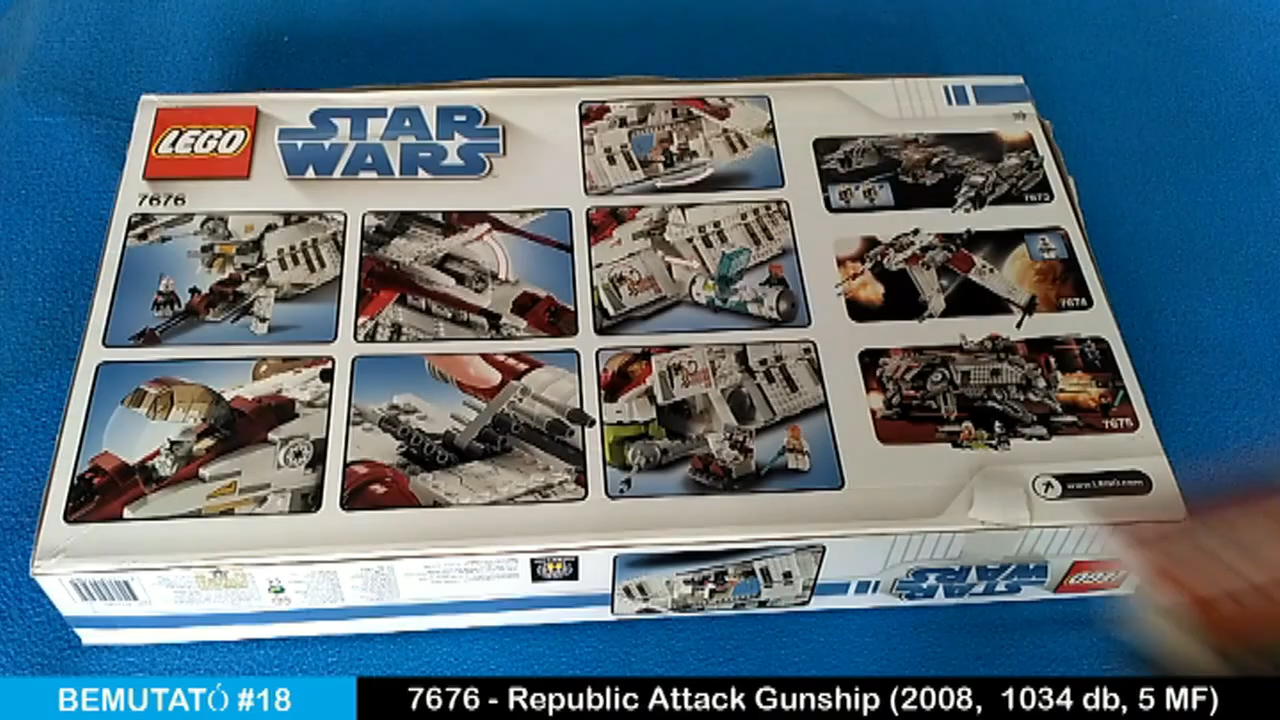 LEGO
STAR
WARS
7676
7673
7674
7675
www.LEGO.com
STAR
WARS
LEGO
BEMUTATÓ #18
7676 - Republic Attack Gunship (2008, 1034 db, 5 MF)